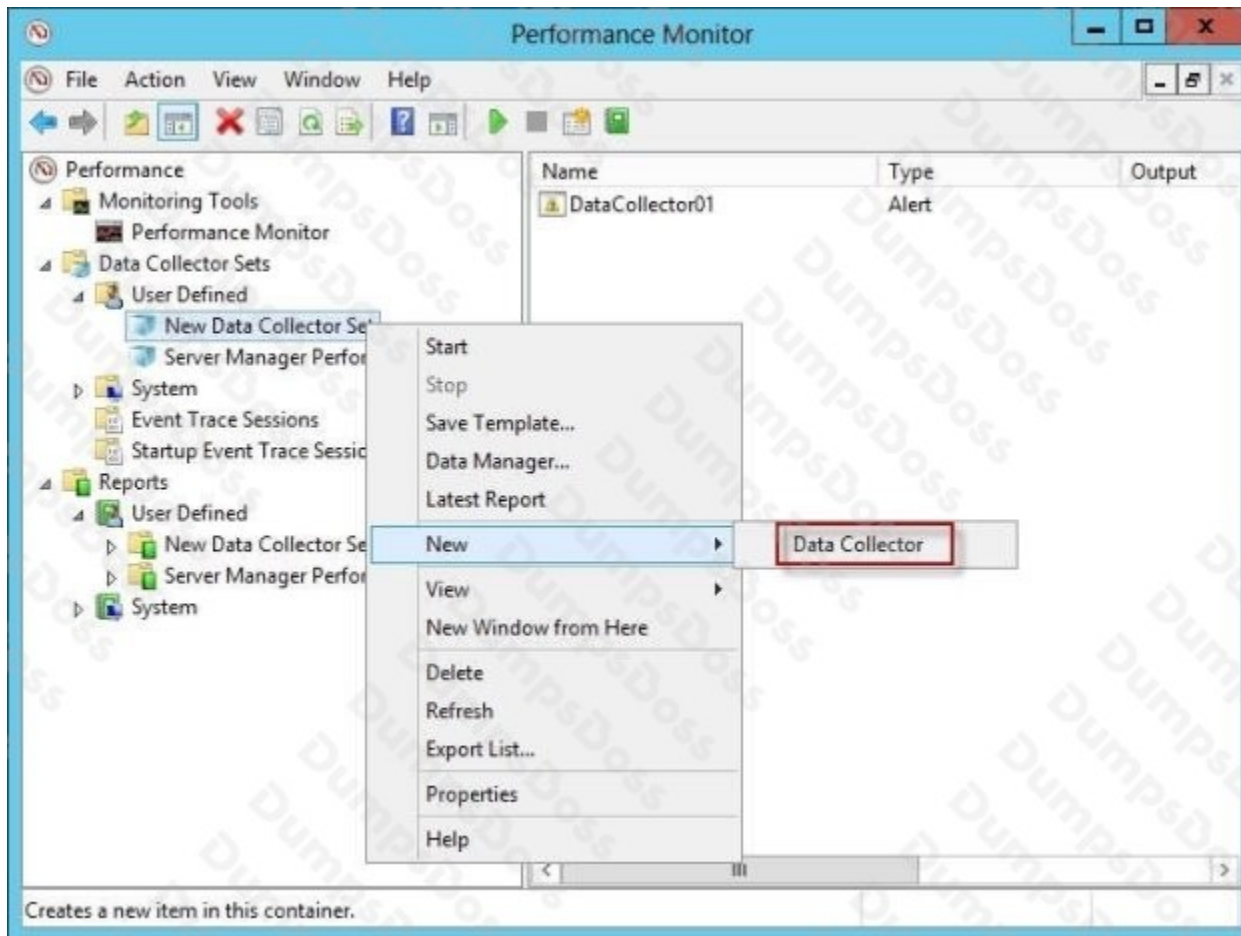 Performance Monitor
File Action View Window Help
Performance
Monitoring Tools
Performance Monitor
Data Collector Sets
User Defined
New Data Collector Set
Server Manager Perfor
System
Event Trace Sessions
Startup Event Trace Sessio
Reports
User Defined
New Data Collector Se
Server Manager Perfor
System
Name Type Output
DataCollector01 Alert
Start
Stop
Save Template...
Data Manager...
Latest Report
New
Data Collector
View
New Window from Here
Delete
Refresh
Export List...
Properties
Help
Creates a new item in this container.
DumpsDoss